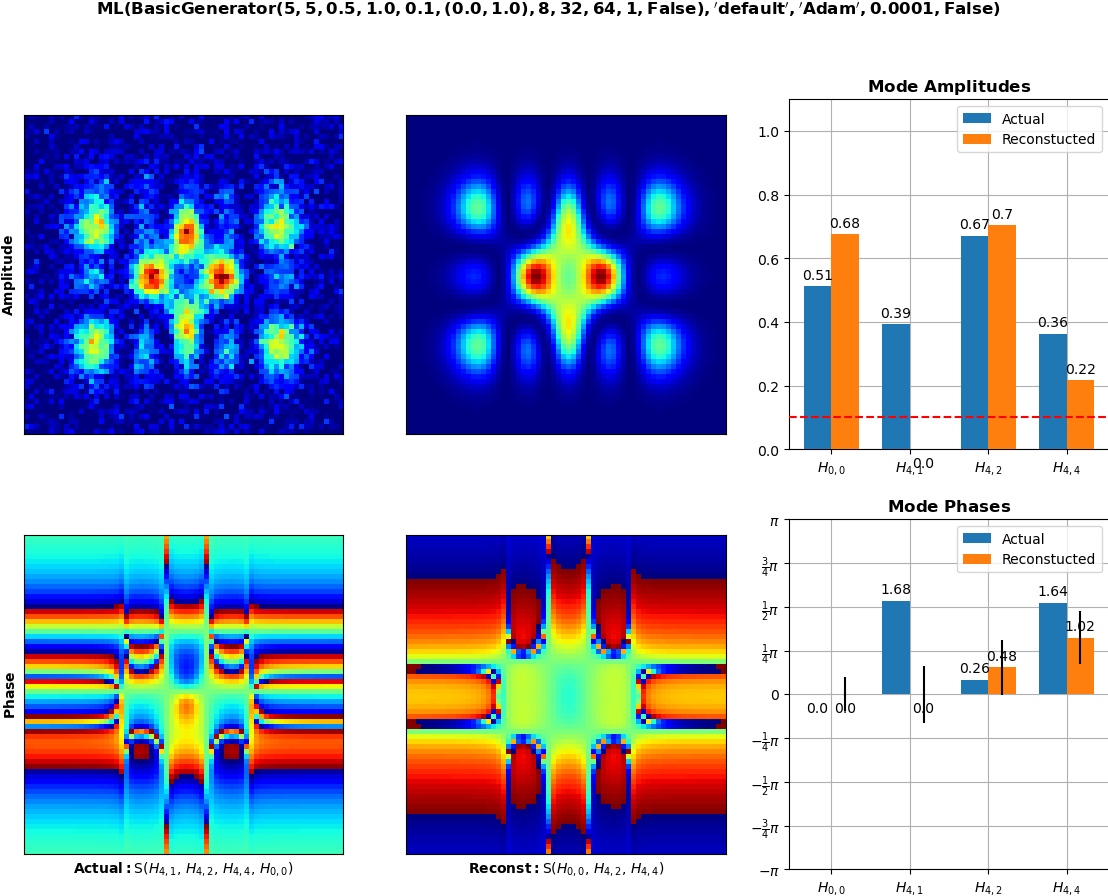 ML(BasicGenerator(5, 5, 0.5, 1.0, 0.1, (0.0, 1.0), 8, 32, 64, 1, False), ′default′, ′Adam′, 0.0001, False)
Amplitude
Mode Amplitudes
Actual
Reconstucted
1.0
0.8
0.6
0.4
0.2
0.0
0.51
0.68
0.39
0.0
0.67
0.7
0.36
0.22
H0,0
H4,1
H4,2
H4,4
Phase
Actual: S(H4,1, H4,2, H4,4, H0,0)
Reconst: S(H0,0, H4,2, H4,4)
Mode Phases
Actual
Reconstucted
π
3/4π
1/2π
1/4π
0
−1/4π
−1/2π
−3/4π
−π
0.0
0.0
1.68
0.0
0.26
0.48
1.64
1.02
H0,0
H4,1
H4,2
H4,4